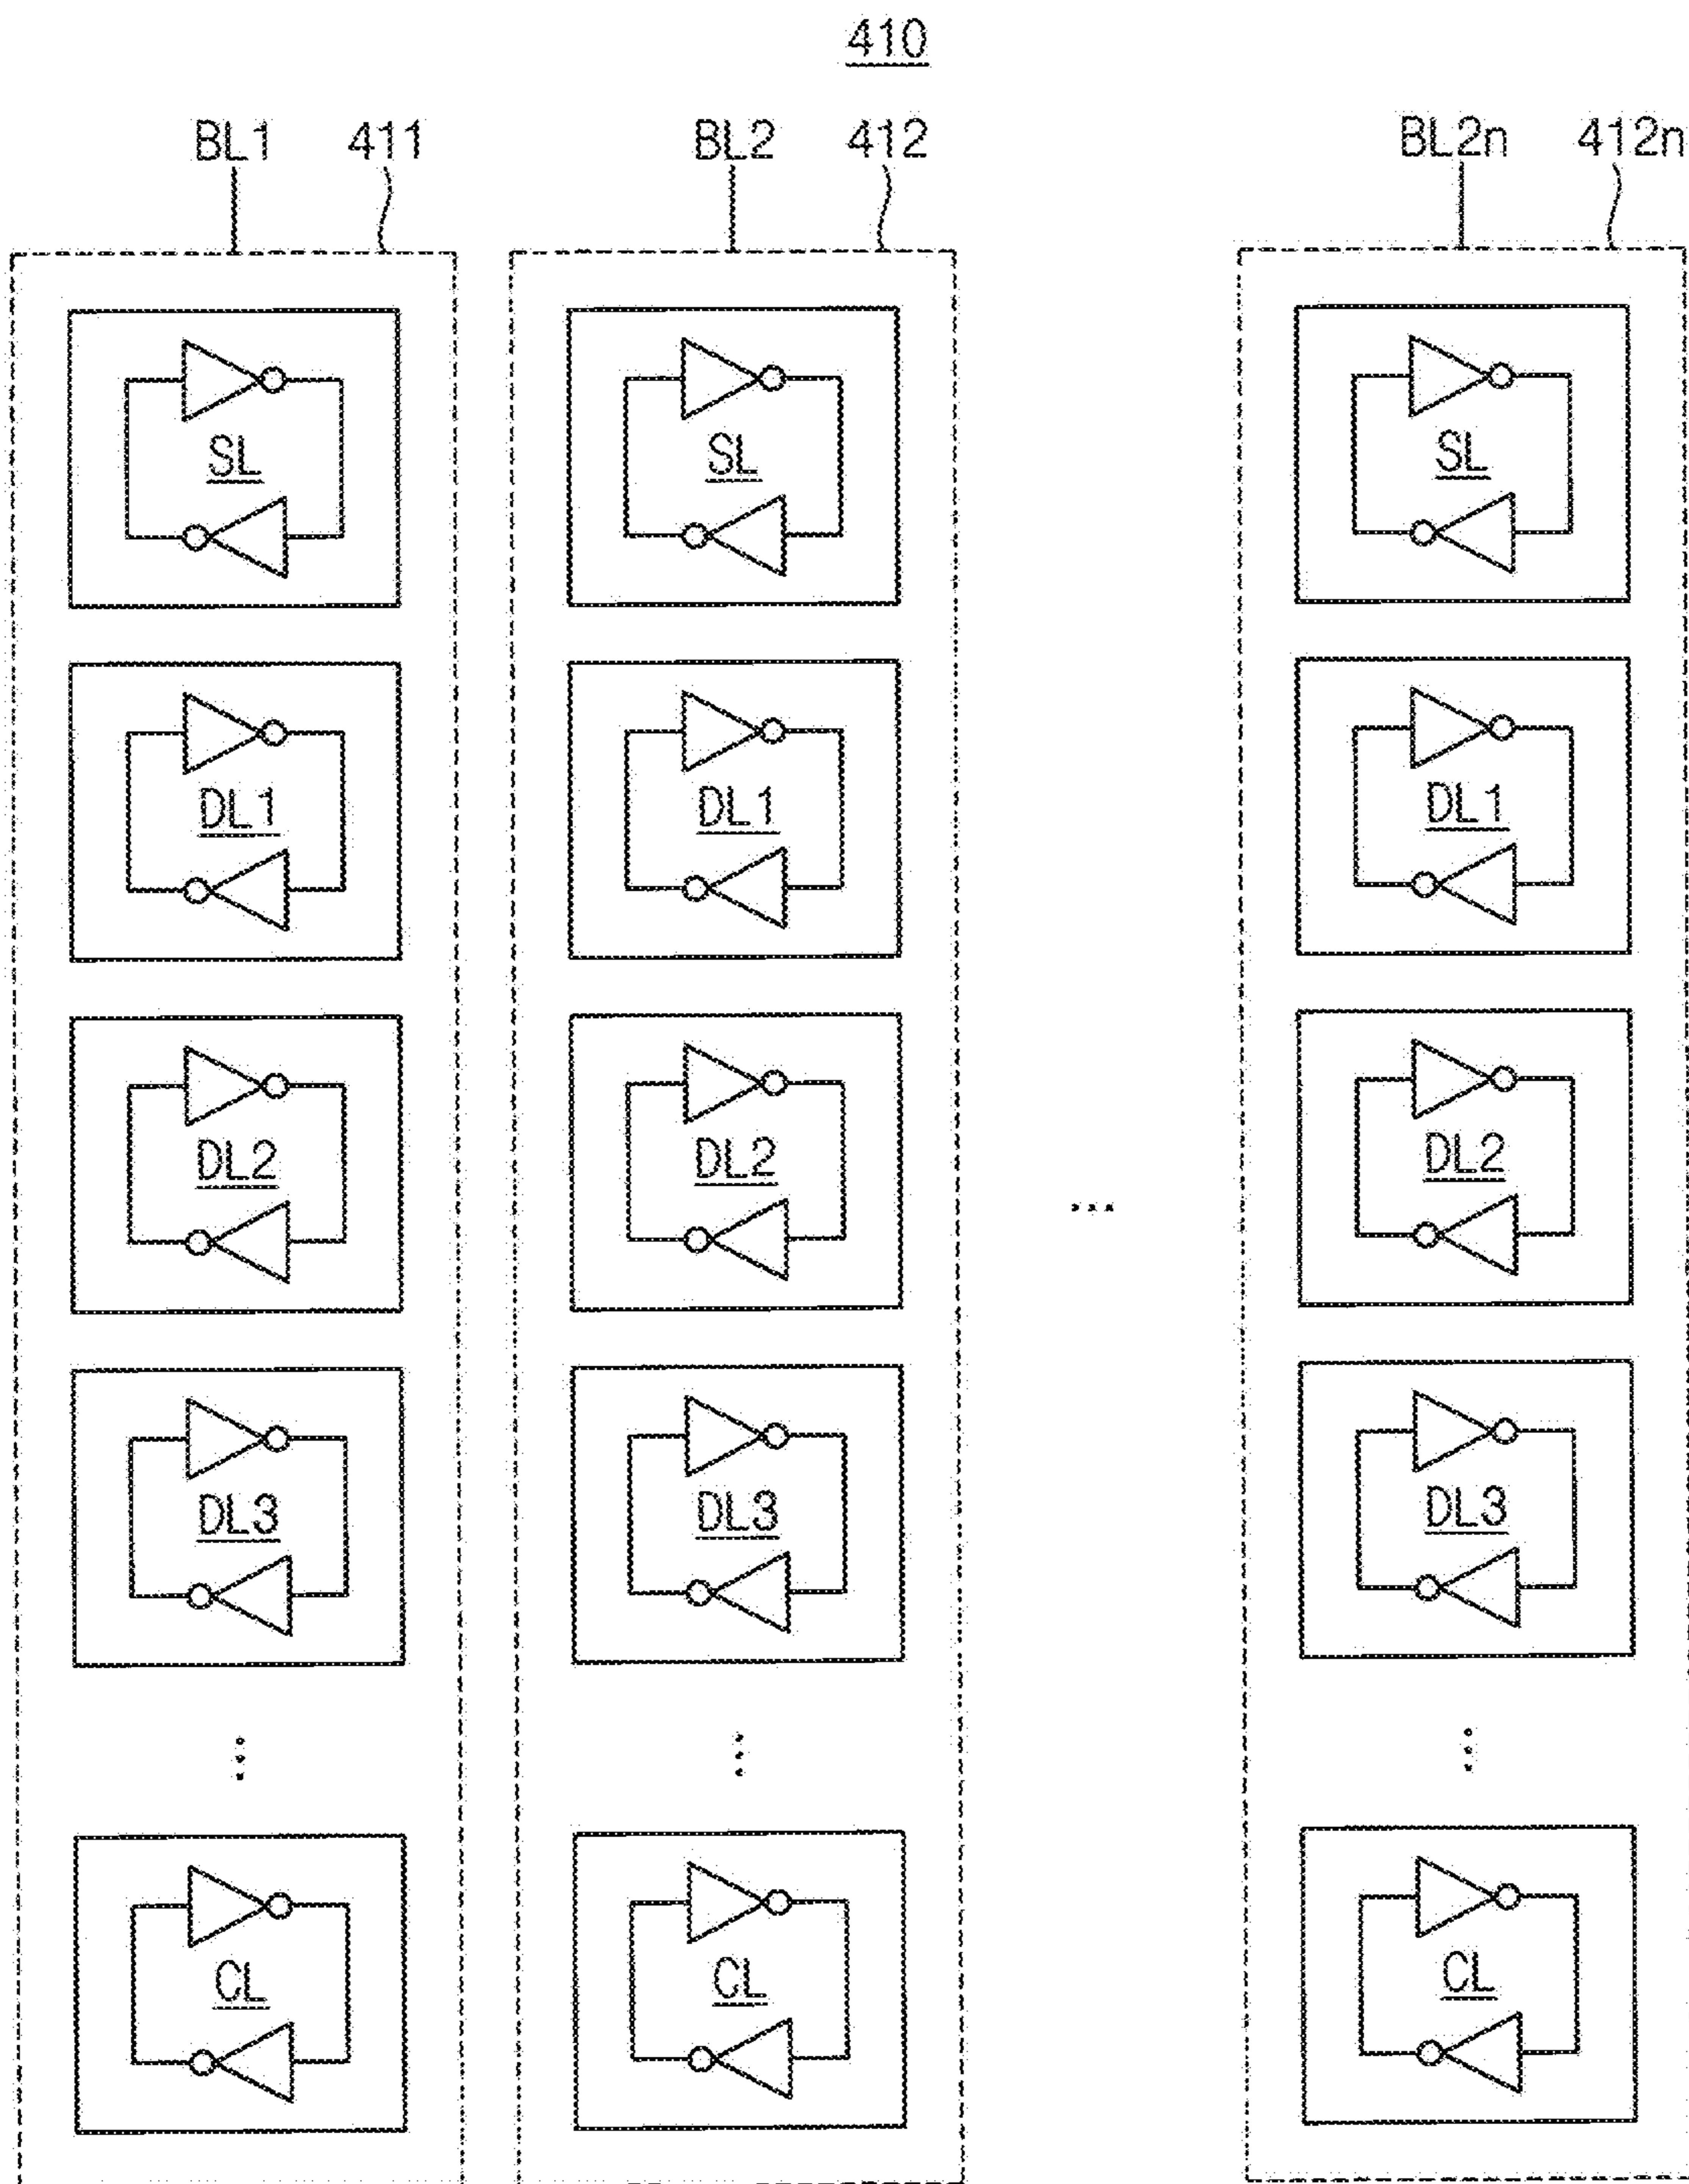 410
BL1 411 BL2 412 BL2n 412n
SL SL SL
DL1 DL1 DL1
DL2 DL2 DL2
...
DL3 DL3 DL3
CL CL CL